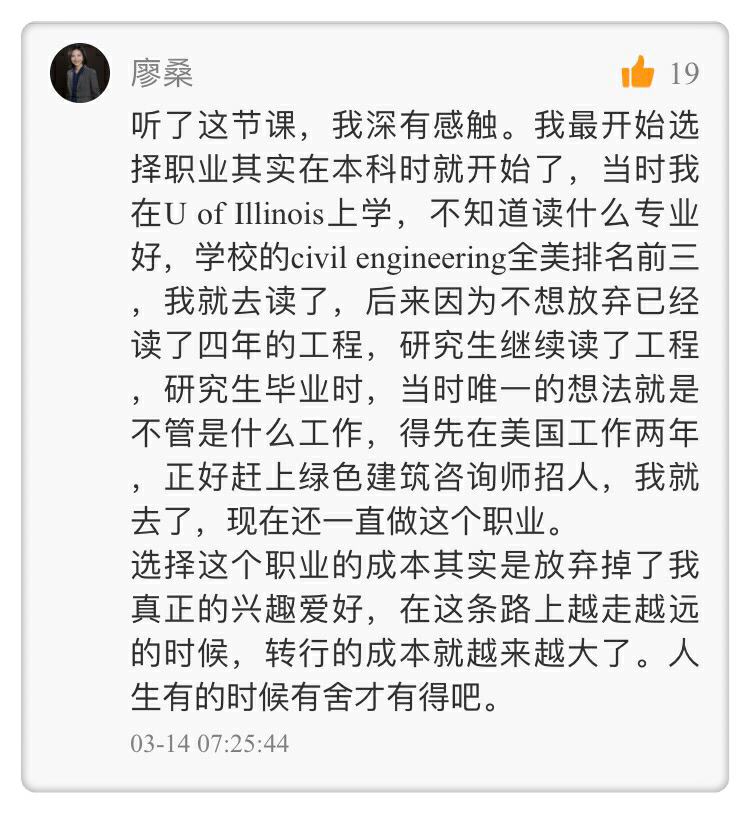 廖桑
19
听了这节课，我深有感触。我最开始选
择职业其实在本科时就开始了，当时我
在U of Illinois上学，不知道读什么专业
好，学校的civil engineering全美排名前三
，我就去读了，后来因为不想放弃已经
读了四年的工程，研究生继续读了工程
，研究生毕业时，当时唯一的想法就是
不管是什么工作，得先在美国工作两年
，正好赶上绿色建筑咨询师招人，我就
去了，现在还一直做这个职业。
选择这个职业的成本其实是放弃掉了我
真正的兴趣爱好，在这条路上越走越远
的时候，转行的成本就越来越大了。人
生有的时候有舍才有得吧。
03-14 07:25:44